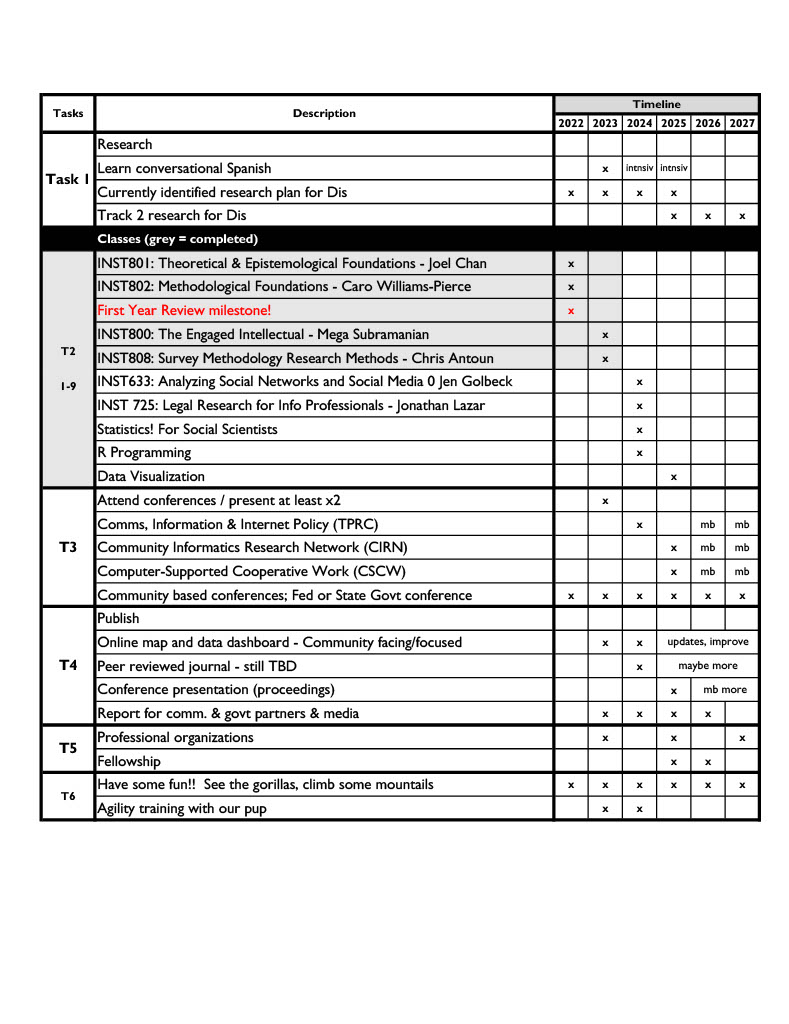 Tasks Description Timeline
2022 2023 2024 2025 2026 2027
Task 1
Research
Learn conversational Spanish x intnsiv intnsiv
Currently identified research plan for Dis x x x x
Track 2 research for Dis x x x
Classes (grey = completed)
T2
1-9
INST801: Theoretical & Epistemological Foundations - Joel Chan x
INST802: Methodological Foundations - Caro Williams-Pierce x
First Year Review milestone! x
INST800: The Engaged Intellectual - Mega Subramanian x
INST808: Survey Methodology Research Methods - Chris Antoun x
INST633: Analyzing Social Networks and Social Media 0 Jen Golbeck x
INST 725: Legal Research for Info Professionals - Jonathan Lazar x
Statistics! For Social Scientists x
R Programming x
Data Visualization x
T3
Attend conferences / present at least x2 x
Comms, Information & Internet Policy (TPRC) x mb mb
Community Informatics Research Network (CIRN) x mb mb
Computer-Supported Cooperative Work (CSCW) x mb mb
Community based conferences; Fed or State Govt conference x x x x x x
T4
Publish
Online map and data dashboard - Community facing/focused x x updates, improve
Peer reviewed journal - still TBD x maybe more
Conference presentation (proceedings) x mb more
Report for comm. & govt partners & media x x x x
T5
Professional organizations x x x
Fellowship x x
T6
Have some fun!! See the gorillas, climb some mountails x x x x x x
Agility training with our pup x x